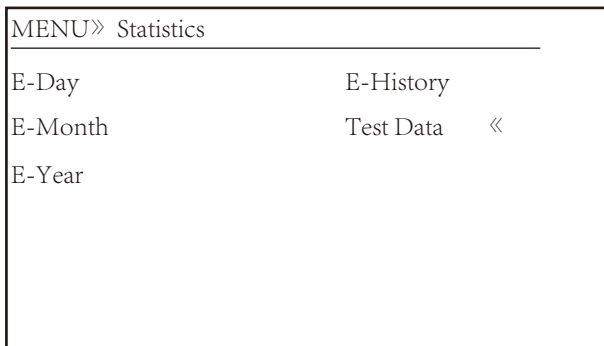 MENU» Statistics
E-Day E-History
E-Month Test Data «
E-Year